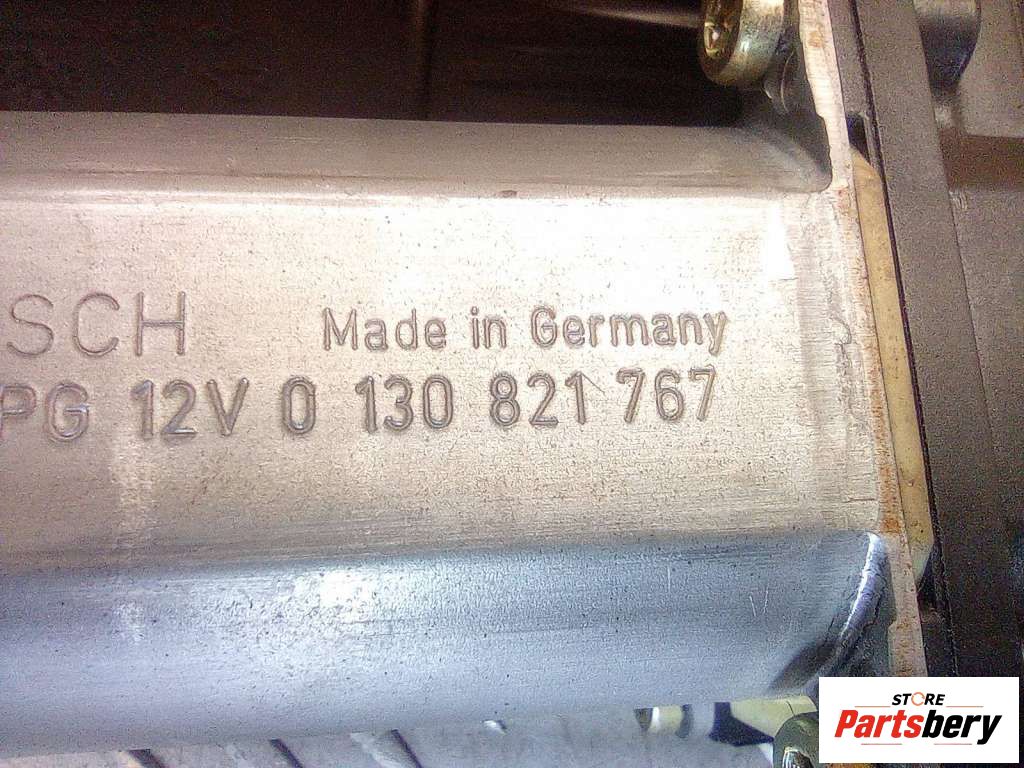 SCH Made in Germany
PG 12V 0 130 821 767
STORE
Partsbery